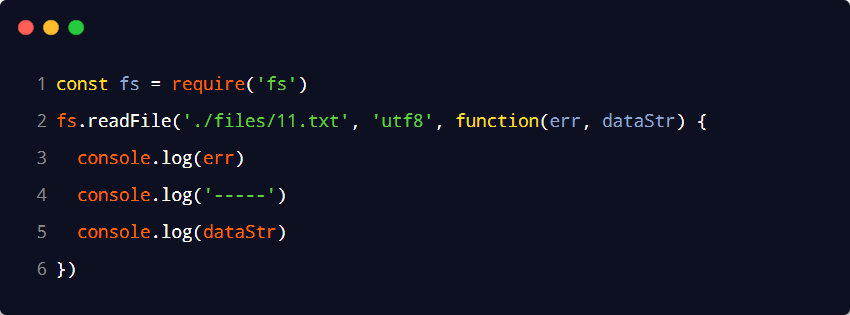 1 const fs = require('fs')
2 fs.readFile('./files/11.txt', 'utf8', function(err, dataStr) {
3   console.log(err)
4   console.log('-----')
5   console.log(dataStr)
6 })